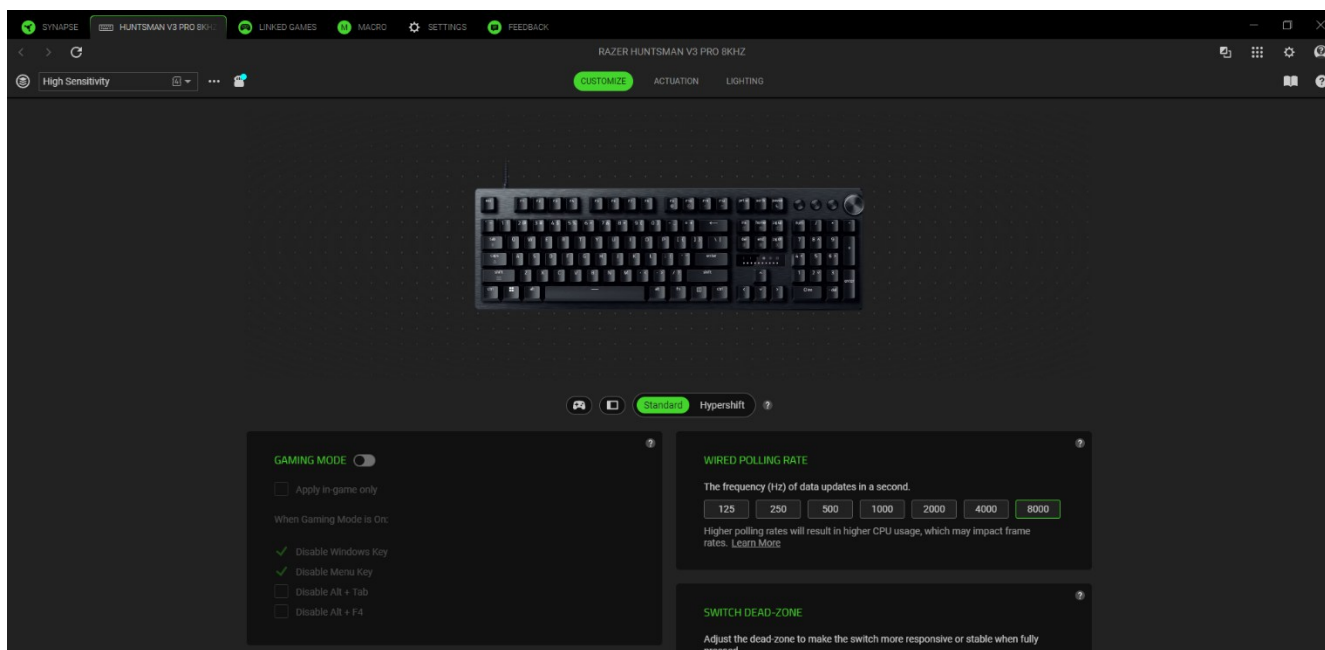 SYNAPSE
HUNTSMAN V3 PRO 8KH
LINKED GAMES
MACRO
SETTINGS
FEEDBACK
RAZER HUNTSMAN V3 PRO 8KHZ
High Sensitivity
CUSTOMIZE
ACTUATION
LIGHTING
Standard
Hypershift
GAMING MODE
Apply in-game only
When Gaming Mode is On:
Disable Windows Key
Disable Menu Key
Disable Alt + Tab
Disable Alt + F4
WIRED POLLING RATE
The frequency (Hz) of data updates in a second.
125 250 500 1000 2000 4000 8000
Higher polling rates will result in higher CPU usage, which may impact frame
rates. Learn More
SWITCH DEAD-ZONE
Adjust the dead-zone to make the switch more responsive or stable when fully